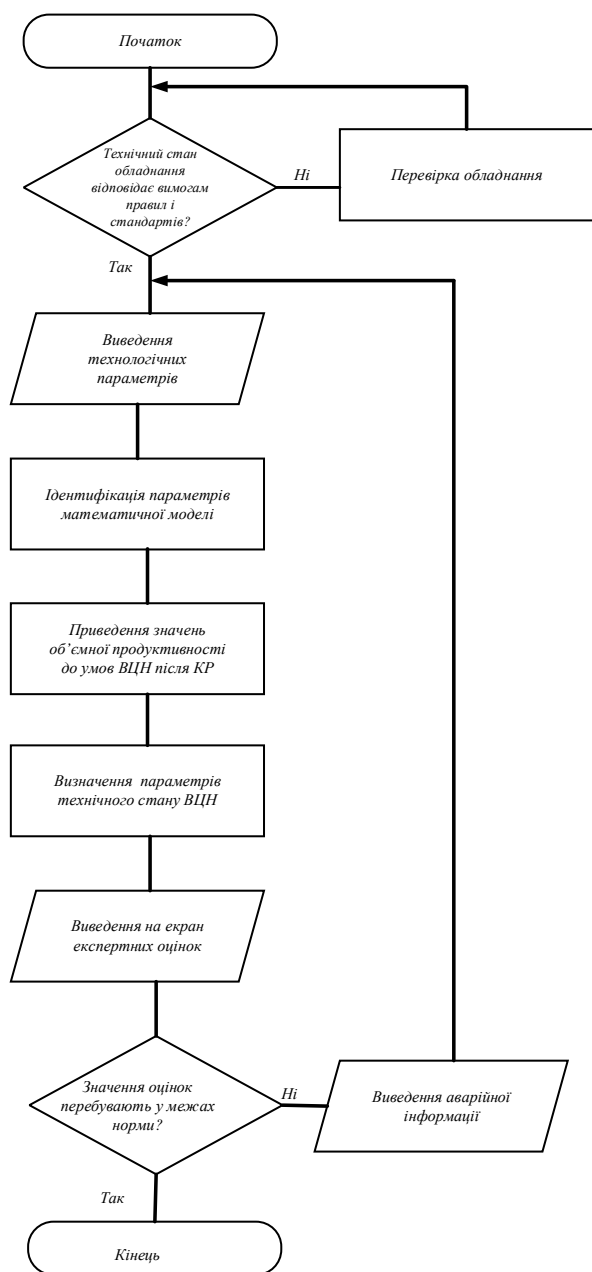 Початок
Технічний стан
обладнання
відповідає вимогам
правил і
стандартів?
Ні
Перевірка обладнання
Так
Виведення
технологічних
параметрів
Ідентифікація параметрів
математичної моделі
Приведення значень
об’ємної продуктивності
до умов ВЦН після КР
Визначення параметрів
технічного стану ВЦН
Виведення на екран
експертних оцінок
Значення оцінок
перебувають у межах
норми?
Ні
Виведення аварійної
інформації
Так
Кінець